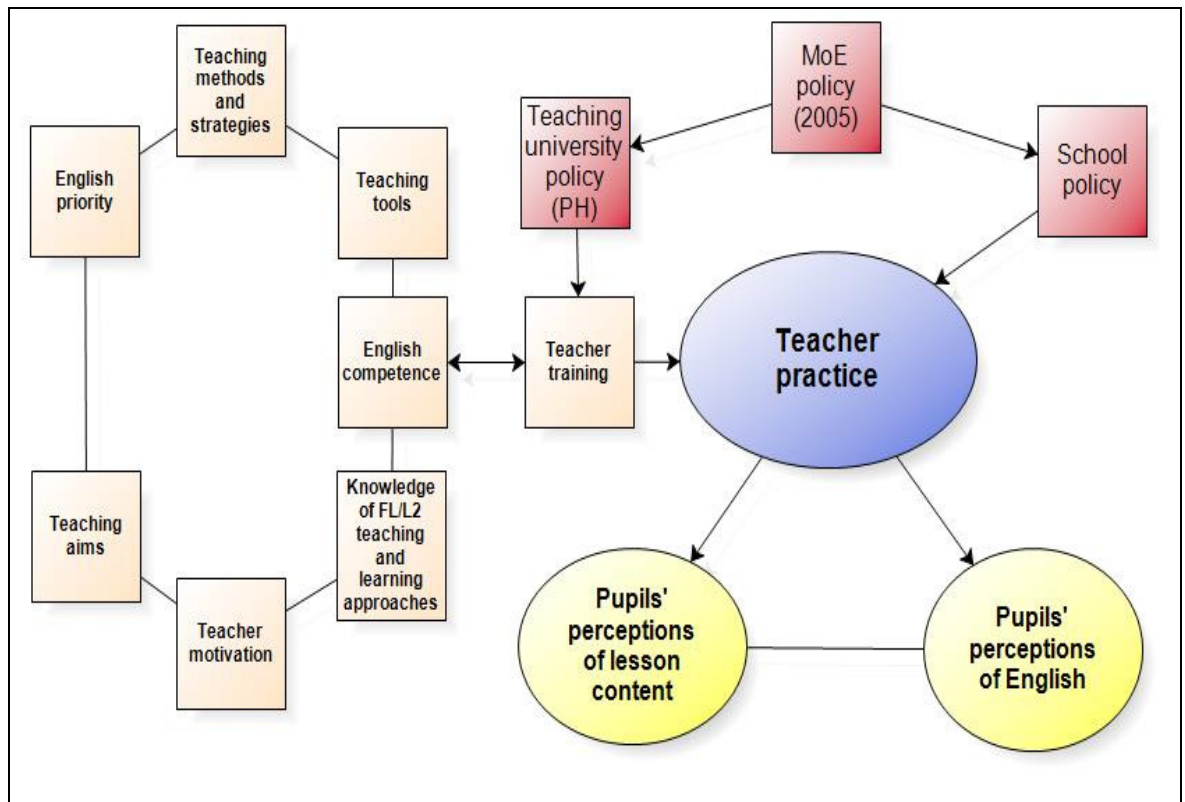 Teaching
methods
and
strategies
English
priority
Teaching
tools
English
competence
Knowledge
of FL/L2
teaching
and
learning
approaches
Teacher
motivation
Teaching
aims
MoE
policy
(2005)
Teaching
university
policy
(PH)
School
policy
Teacher
training
Teacher
practice
Pupils'
perceptions
of lesson
content
Pupils'
perceptions
of English